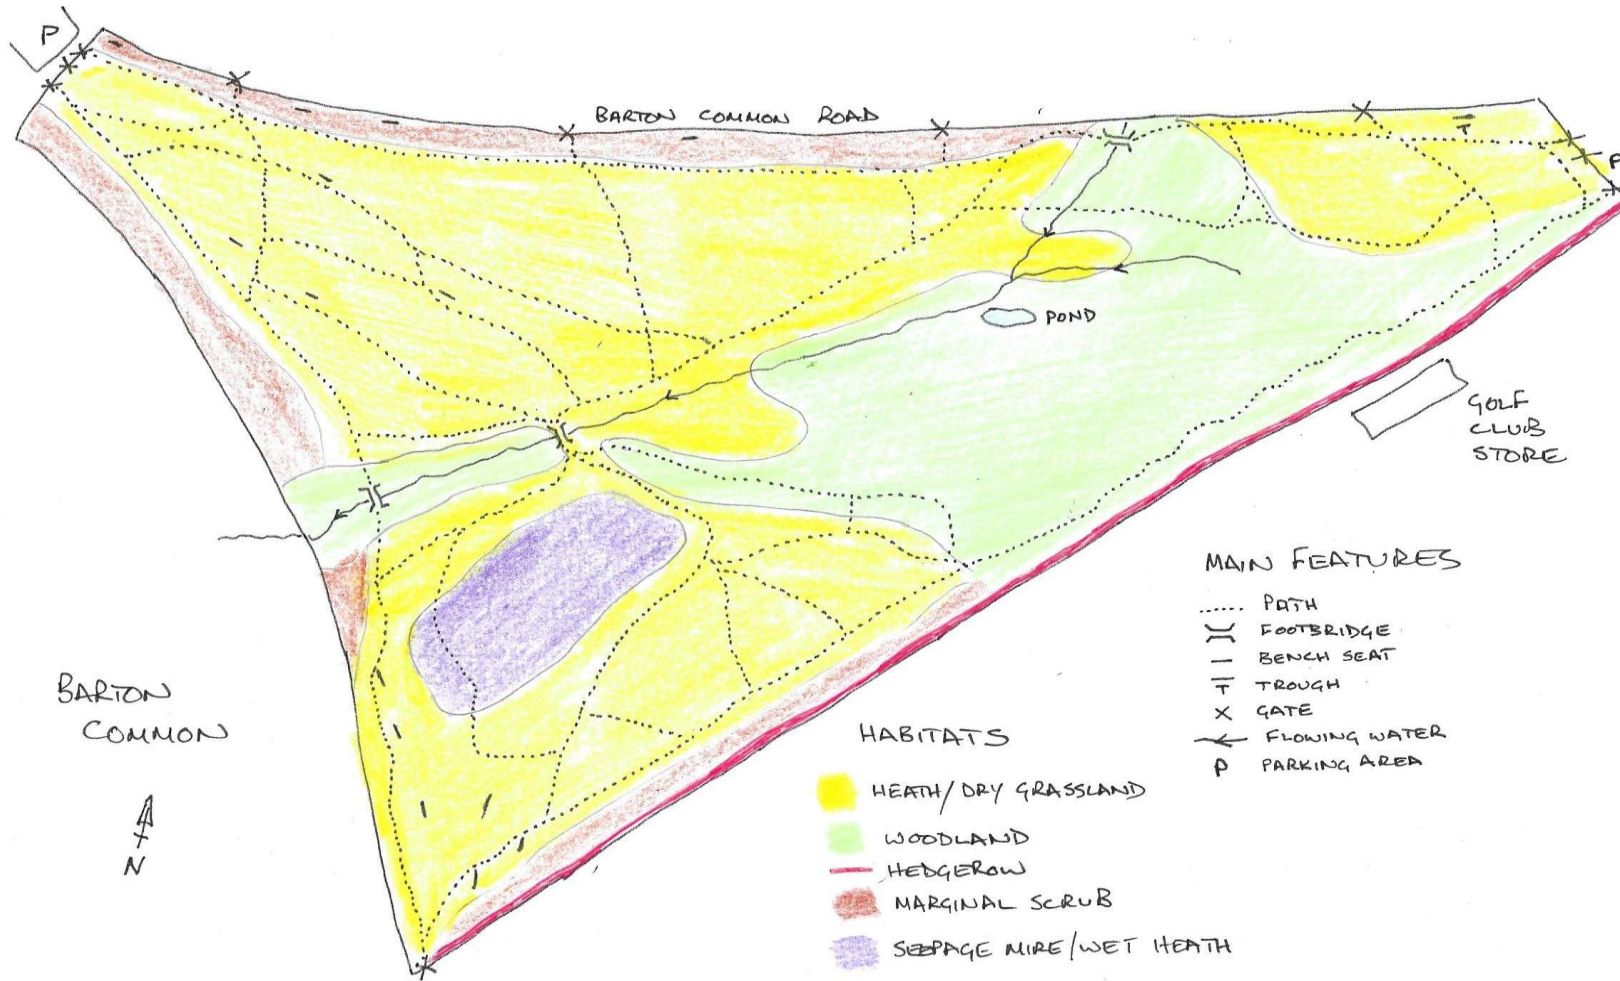 P
BARTON COMMON ROAD
T
P
POND
GOLF
CLUB
STORE
BARTON
COMMON
N
MAIN FEATURES
PATH
FOOTBRIDGE
BENCH SEAT
T TROUGH
X GATE
FLOWING WATER
P PARKING AREA
HABITATS
HEATH/DRY GRASSLAND
WOODLAND
HEDGEROW
MARGINAL SCRUB
SEEPAGE MIRE/WET HEATH